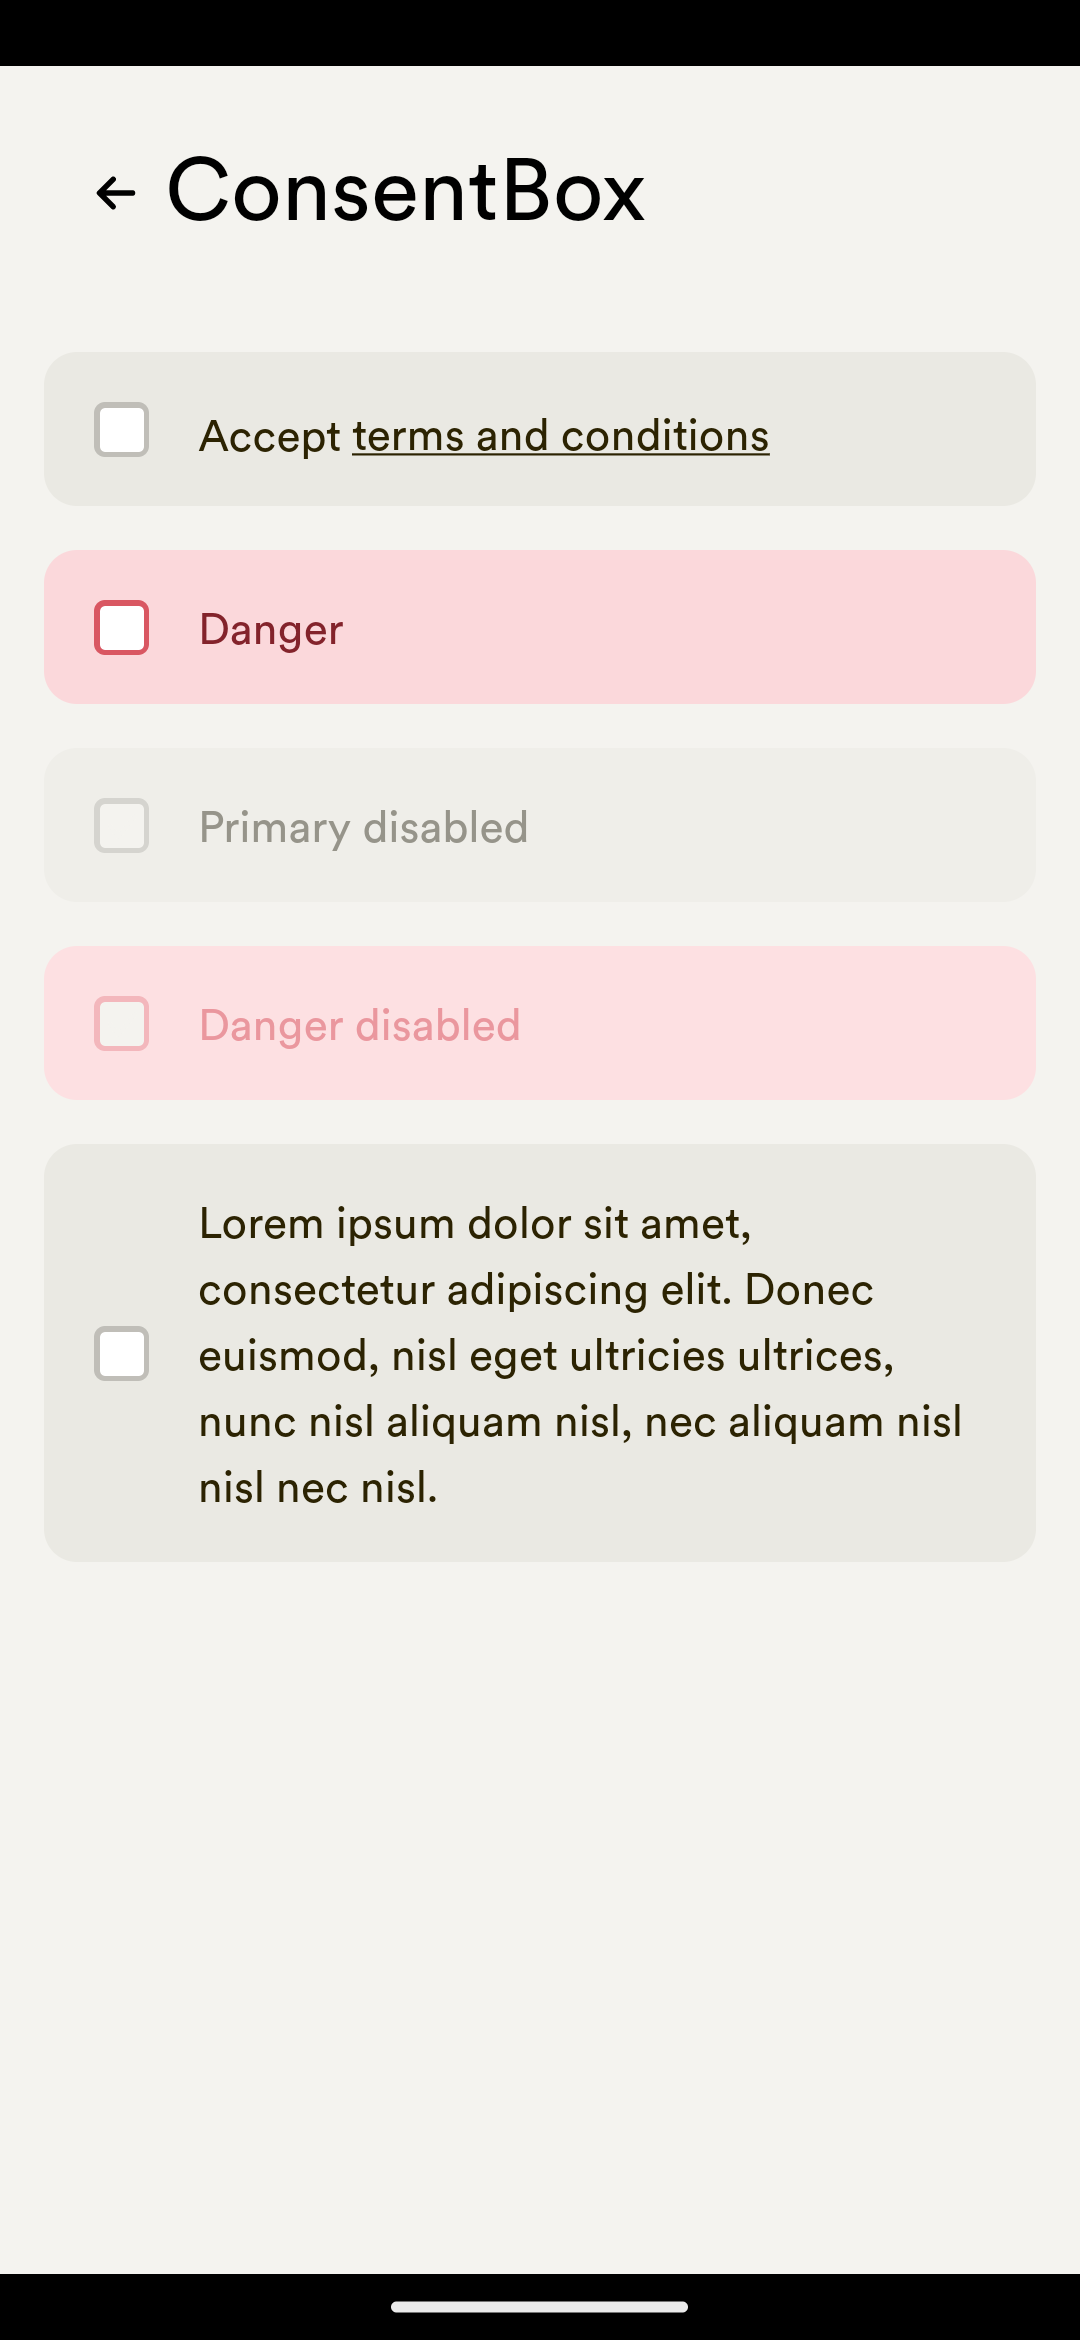 ConsentBox
Accept terms and conditions
Danger
Primary disabled
Danger disabled
Lorem ipsum dolor sit amet,
consectetur adipiscing elit. Donec
euismod, nisl eget ultricies ultrices,
nunc nisl aliquam nisl, nec aliquam nisl
nisl nec nisl.